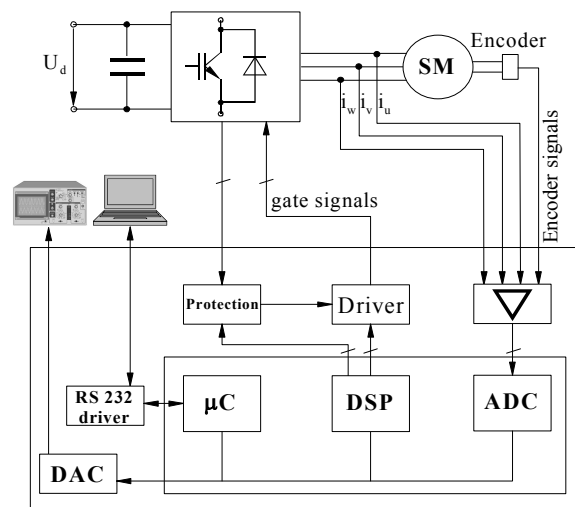 Encoder
U_d
SM
i_w i_v i_u
Encoder signals
gate signals
Protection
Driver
RS 232
driver
μC
DSP
ADC
DAC